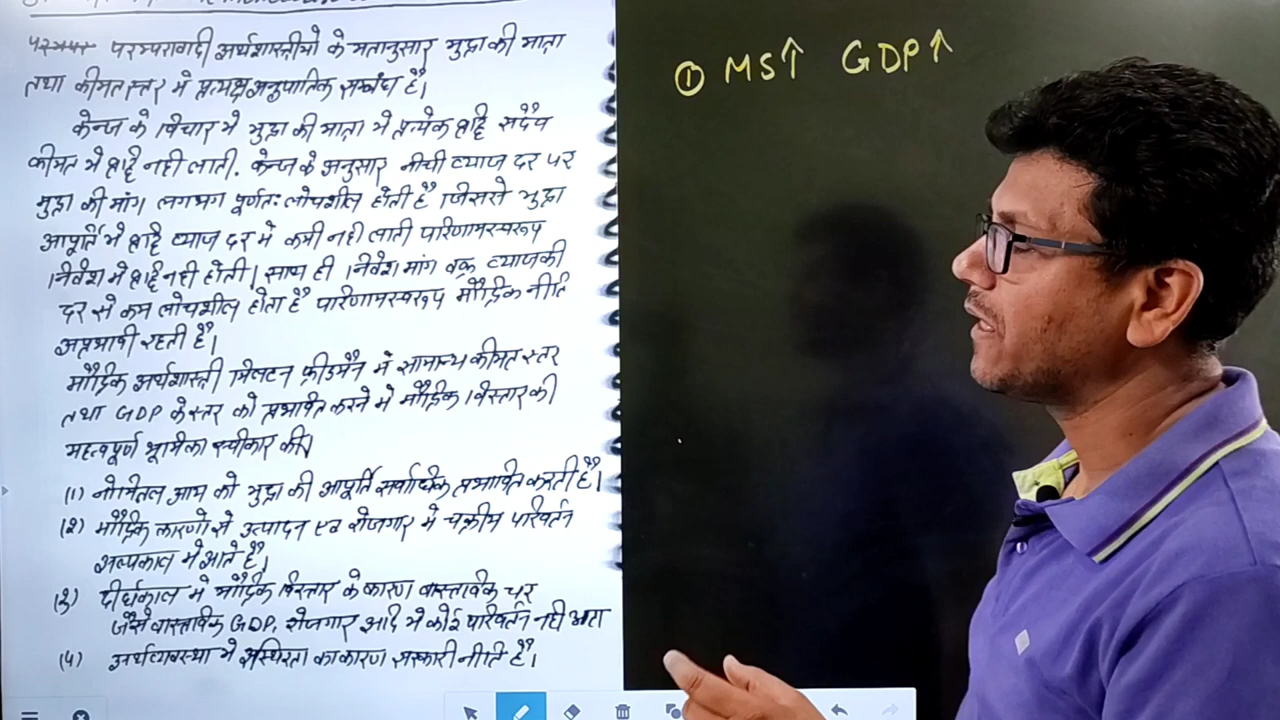 परम्परावादी अर्थशास्त्रीयो के मतानुसार मुद्रा की मात्रा
तथा कीमत स्तर मे प्रत्यक्ष अनुपातिक सम्बंध है।
केन्ज के विचार मे मुद्रा की मात्रा मे प्रत्येक वृद्धि सदैव
कीमत मे वृद्धि नही लाती. केन्ज के अनुसार नीची ब्याज दर पर
मुद्रा की मांग लगभग पूर्णतः लोचशील होती है जिससे मुद्रा
आपूर्ति मे वृद्धि ब्याज दर मे कमी नही लाती परिणामस्वरूप
निवेश मे वृद्धि नही होती। साथ ही निवेश मांग वक्र ब्याज की
दर से कम लोचशील होता है परिणामस्वरूप मौद्रिक नीति
अप्रभावी रहती है।
मौद्रिक अर्थशास्त्री मिल्टन फ्रीडमैन ने सामान्य कीमत स्तर
तथा GDP के स्तर को प्रभावित करने मे मौद्रिक विस्तार की
महत्वपूर्ण भूमिका स्वीकार की।
(1) नोमिनल आय को मुद्रा की आपूर्ति सर्वाधिक प्रभावित करती है।
(2) मौद्रिक कारणो से उत्पादन एवं रोजगार मे चक्रीय परिवर्तन
अल्पकाल मे आते है।
(3) दीर्घकाल मे मौद्रिक विस्तार के कारण वास्तविक चर
जैसे वास्तविक GDP, रोजगार आदि मे कोई परिवर्तन नही आता
(4) अर्थव्यवस्था मे अस्थिरता का कारण सरकारी नीति है।
① MS↑ GDP↑